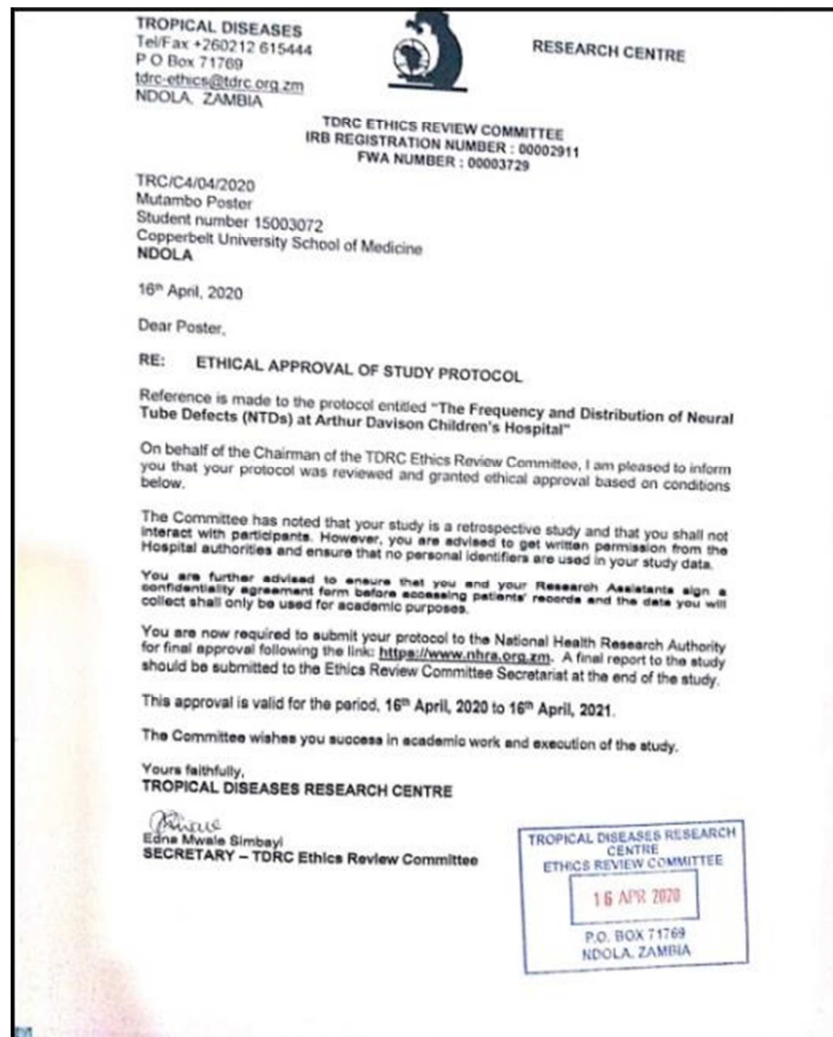 TROPICAL DISEASES
RESEARCH CENTRE
Tel/Fax +260212 615444
P O Box 71769
tdrc-ethics@tdrc.org.zm
NDOLA, ZAMBIA
TDRC ETHICS REVIEW COMMITTEE
IRB REGISTRATION NUMBER : 00002911
FWA NUMBER : 00003729
TRC/C4/04/2020
Mutambo Poster
Student number 15003072
Copperbelt University School of Medicine
NDOLA
16th April, 2020
Dear Poster,
RE: ETHICAL APPROVAL OF STUDY PROTOCOL
Reference is made to the protocol entitled "The Frequency and Distribution of Neural
Tube Defects (NTDs) at Arthur Davison Children's Hospital"
On behalf of the Chairman of the TDRC Ethics Review Committee, I am pleased to inform
you that your protocol was reviewed and granted ethical approval based on conditions
below.
The Committee has noted that your study is a retrospective study and that you shall not
interact with participants. However, you are advised to get written permission from the
Hospital authorities and ensure that no personal identifiers are used in your study data.
You are further advised to ensure that you and your Research Assistants sign a
confidentiality agreement form before accessing patients' records and the data you will
collect shall only be used for academic purposes.
You are now required to submit your protocol to the National Health Research Authority
for final approval following the link: https://www.nhra.org.zm. A final report to the study
should be submitted to the Ethics Review Committee Secretariat at the end of the study.
This approval is valid for the period, 16th April, 2020 to 16th April, 2021.
The Committee wishes you success in academic work and execution of the study.
Yours faithfully,
TROPICAL DISEASES RESEARCH CENTRE
Edna Mwale Simbayi
SECRETARY – TDRC Ethics Review Committee
TROPICAL DISEASES RESEARCH
CENTRE
ETHICS REVIEW COMMITTEE
16 APR 2020
P.O. BOX 71769
NDOLA, ZAMBIA